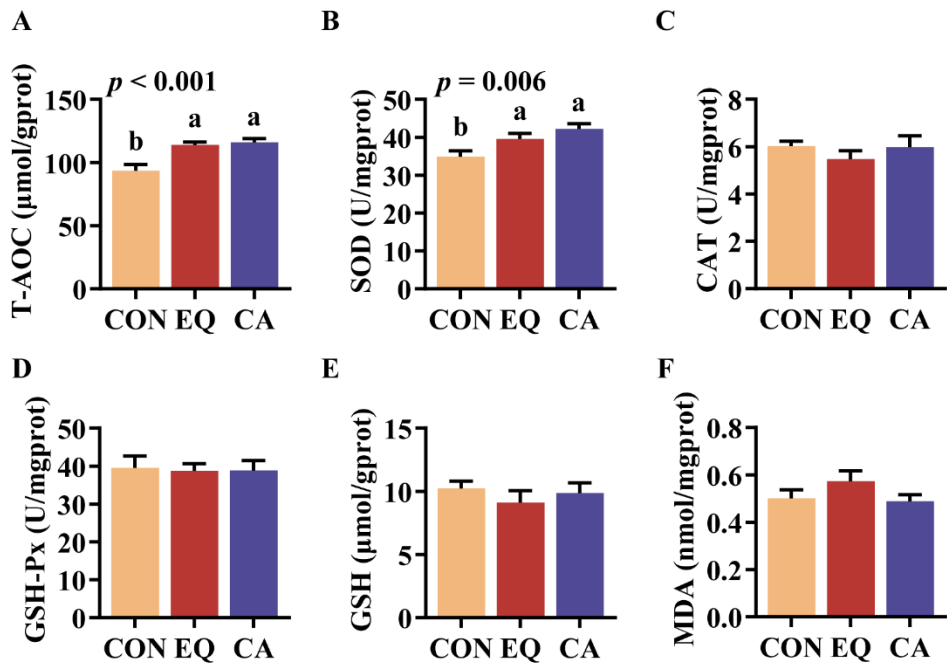 A
B
C
p < 0.001
p = 0.006
T-AOC (μmol/gprot)
150
100
50
0
b
a
a
CON EQ CA
SOD (U/mgprot)
50
40
30
20
10
0
b
a
a
CON EQ CA
CAT (U/mgprot)
8
6
4
2
0
CON EQ CA
D
E
F
GSH-Px (U/mgprot)
50
40
30
20
10
0
CON EQ CA
GSH (μmol/gprot)
15
10
5
0
CON EQ CA
MDA (nmol/mgprot)
0.8
0.6
0.4
0.2
0.0
CON EQ CA